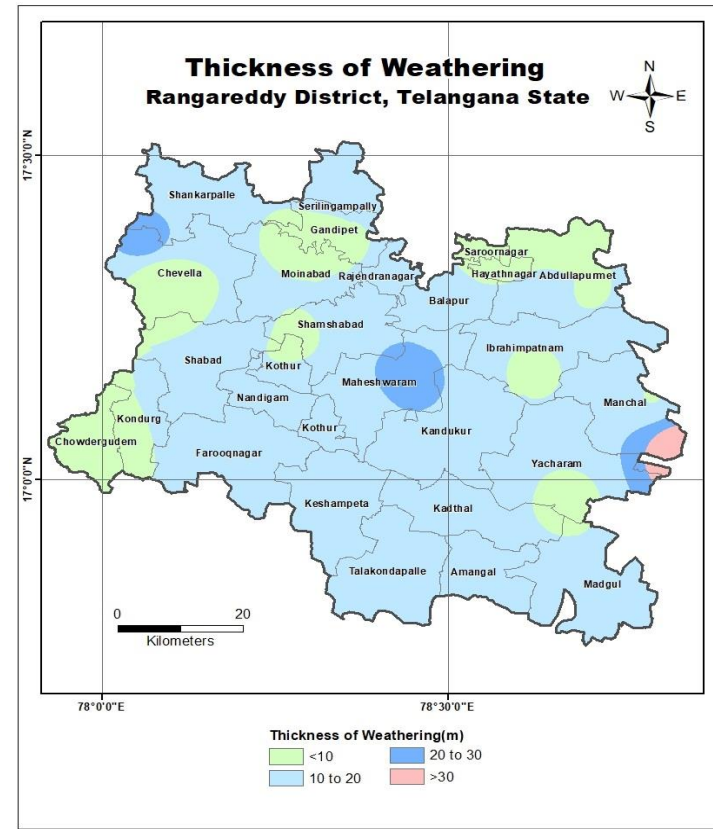 Thickness of Weathering
Rangareddy District, Telangana State
N
W E
S
17°30'0"N
17°0'0"N
Shankarpalle
Serilingampally
Gandipet
Saroornagar
Chevella
Moinabad
Rajendranagar
Hayathnagar
Abdullapurmet
Balapur
Shamshabad
Ibrahimpatnam
Shabad
Kothur
Maheshwaram
Nandigam
Manchal
Kondurg
Chowdergudem
Kothur
Kandukur
Farooqnagar
Yacharam
Keshampeta
Kadthal
Talakondapalle
Amangal
Madgul
0 20
Kilometers
78°0'0"E
78°30'0"E
Thickness of Weathering(m)
<10
20 to 30
10 to 20
>30